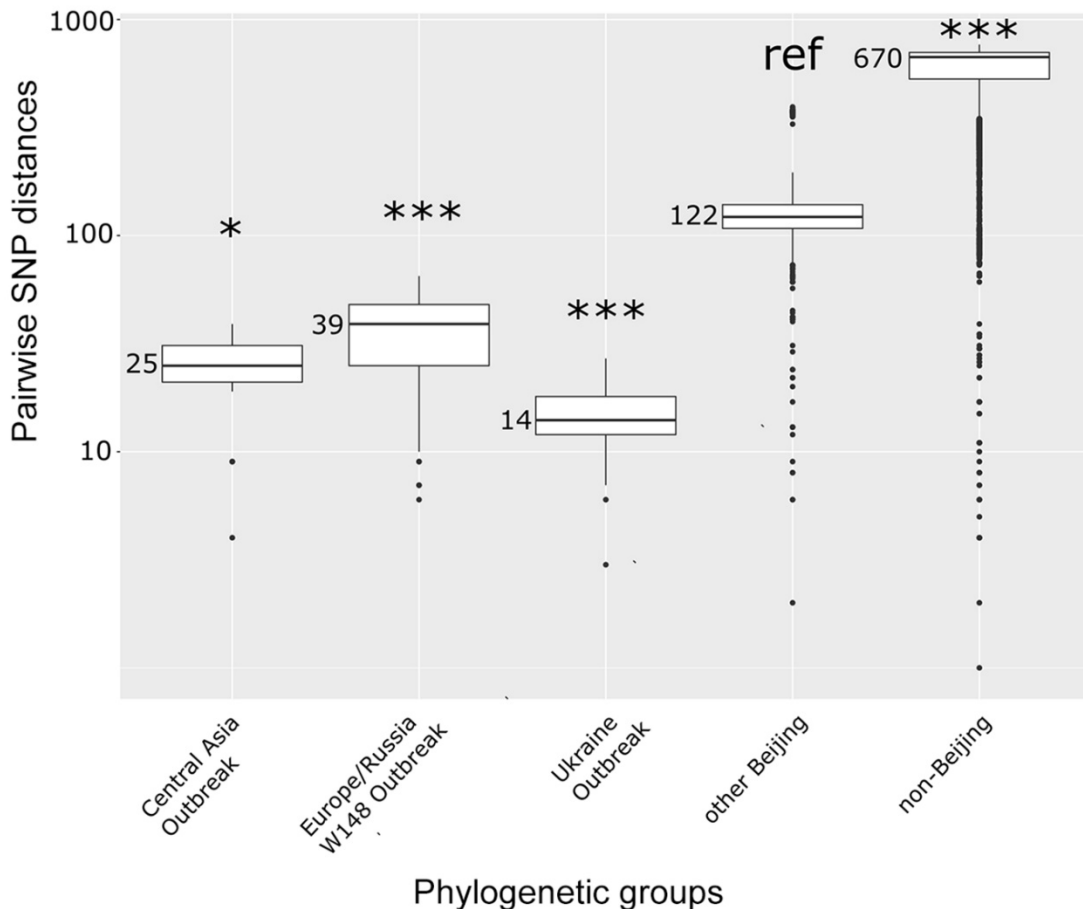 1000
100
10
Pairwise SNP distances
25
*
39
***
14
***
122
ref
670
***
Central Asia
Outbreak
Europe/Russia
W148 Outbreak
Ukraine
Outbreak
other Beijing
non-Beijing
Phylogenetic groups